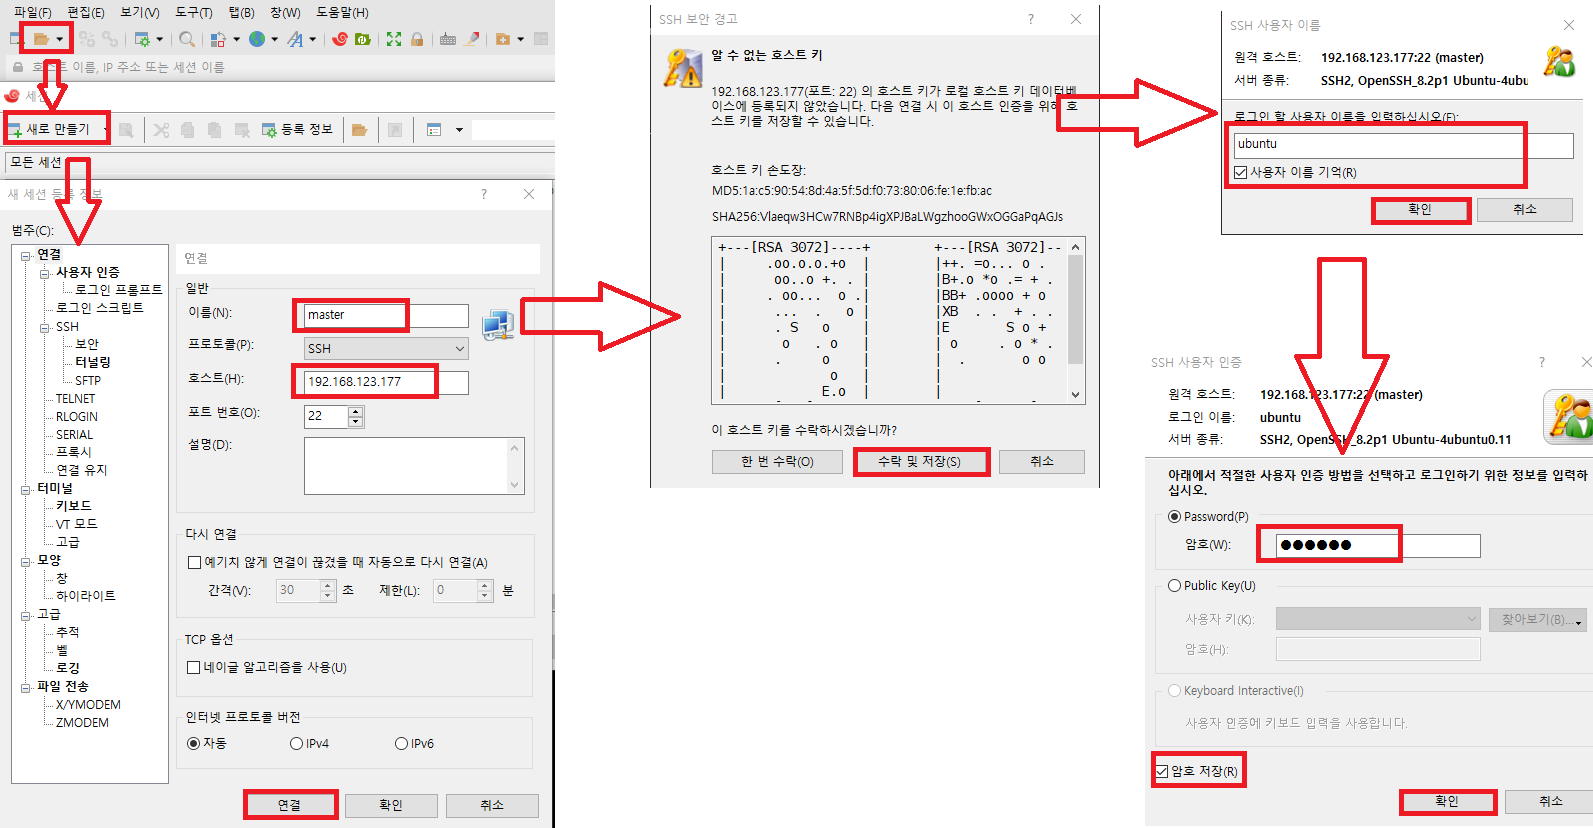 파일(F) 편집(E) 보기(V) 도구(T) 탭(B) 창(W) 도움말(H)
호스트 이름, IP 주소 또는 세션 이름
세션
새로 만들기 등록 정보
모든 세션
새 세션 등록 정보 ?
범주(C):
연결
사용자 인증
로그인 프롬프트
로그인 스크립트
SSH
보안
터널링
SFTP
TELNET
RLOGIN
SERIAL
프록시
연결 유지
터미널
키보드
VT 모드
고급
모양
창
하이라이트
고급
추적
벨
로깅
파일 전송
X/YMODEM
ZMODEM
연결
일반
이름(N): master
프로토콜(P): SSH
호스트(H): 192.168.123.177
포트 번호(O): 22
설명(D):
다시 연결
예기치 않게 연결이 끊겼을 때 자동으로 다시 연결(A)
간격(V): 30 초 제한(L): 0 분
TCP 옵션
네이글 알고리즘을 사용(U)
인터넷 프로토콜 버전
자동 IPv4 IPv6
연결 확인 취소
SSH 보안 경고 ?
알 수 없는 호스트 키
192.168.123.177(포트: 22) 의 호스트 키가 로컬 호스트 키 데이터베
이스에 등록되지 않았습니다. 다음 연결 시 이 호스트 인증을 위해 호
스트 키를 저장할 수 있습니다.
호스트 키 손도장:
MD5:1a:c5:90:54:8d:4a:5f:5d:f0:73:80:06:fe:1e:fb:ac
SHA256:Vlaeqw3HCw7RNBp4igXPJBaLWgzhooGWxOGGaPqAGJs
+---[RSA 3072]----+ +---[RSA 3072]--
| .oo.o.o.+o | |++. =o... o .
| oo..o +. . | |B+.o *o .= + .
| . oo... o .| |BB+ .oooo + o
| ... . o | |XB . . + . .
| . S o | |E S o +
| o . o | | o . o * .
| . o | | . o o
| o | |
| E.o | |
이 호스트 키를 수락하시겠습니까?
한 번 수락(O) 수락 및 저장(S) 취소
SSH 사용자 이름
원격 호스트: 192.168.123.177:22 (master)
서버 종류: SSH2, OpenSSH_8.2p1 Ubuntu-4ubu
로그인 할 사용자 이름을 입력하십시오(E):
ubuntu
사용자 이름 기억(R)
확인 취소
SSH 사용자 인증 ?
원격 호스트: 192.168.123.177:22 (master)
로그인 이름: ubuntu
서버 종류: SSH2, OpenSSH_8.2p1 Ubuntu-4ubuntu0.11
아래에서 적절한 사용자 인증 방법을 선택하고 로그인하기 위한 정보를 입력하
십시오.
Password(P)
암호(W): ●●●●●●
Public Key(U)
사용자 키(K): 찾아보기(B)...
암호(H):
Keyboard Interactive(I)
사용자 인증에 키보드 입력을 사용합니다.
암호 저장(R)
확인 취소